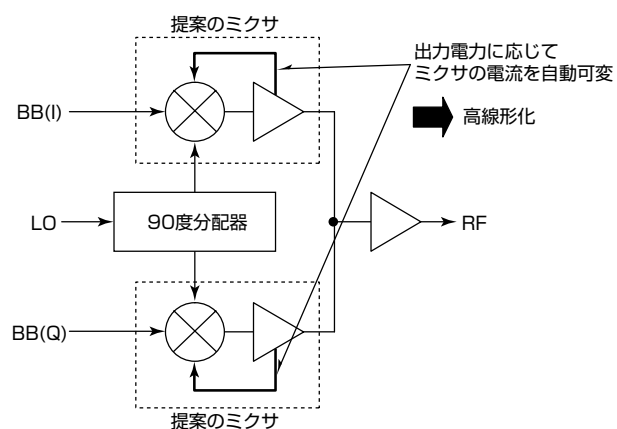 提案のミクサ
出力電力に応じて
ミクサの電流を自動可変
高線形化
BB(I)
LO
90度分配器
RF
BB(Q)
提案のミクサ